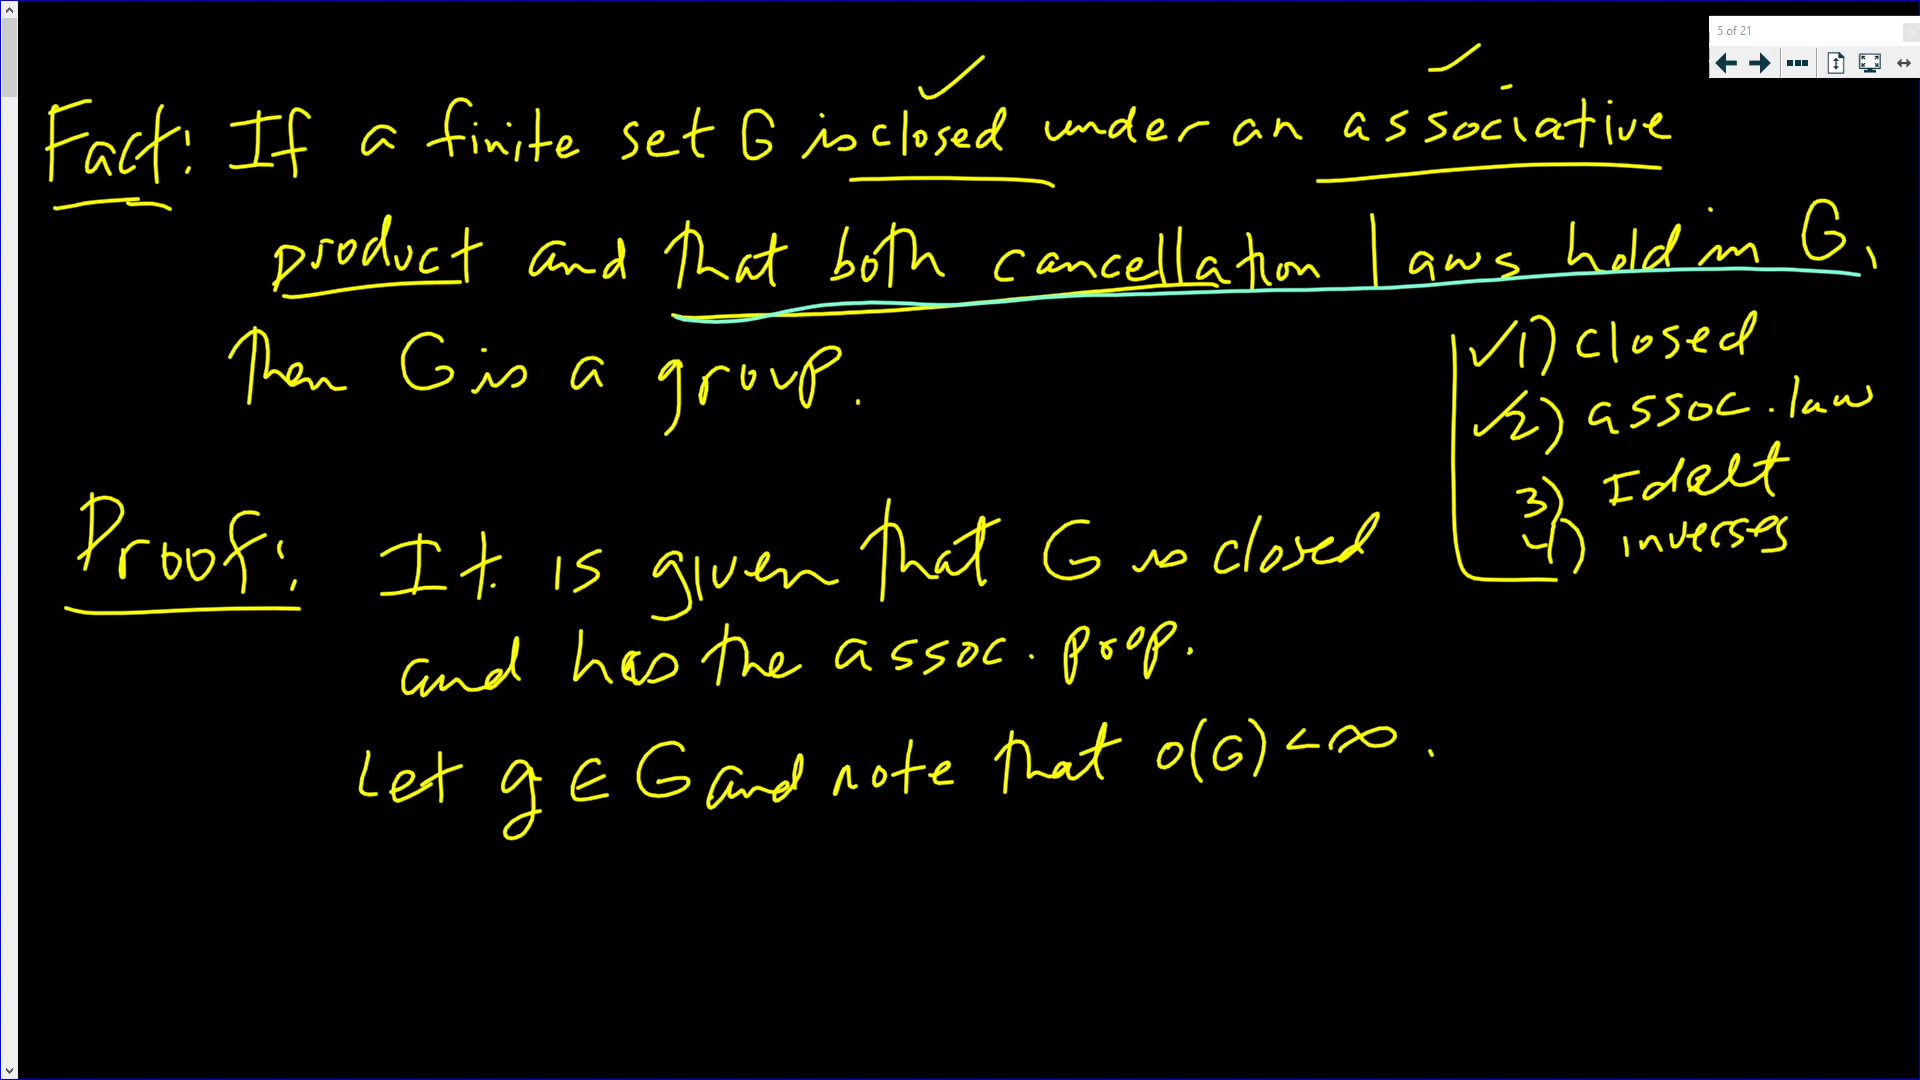 5 of 21
Fact: If a finite set G is closed under an associative
product and that both cancellation laws hold in G,
then G is a group.
1) closed
2) assoc. law
3) Id elt
4) inverses
Proof: It is given that G is closed
and has the assoc. prop.
Let g ∈ G and note that o(G) < ∞.